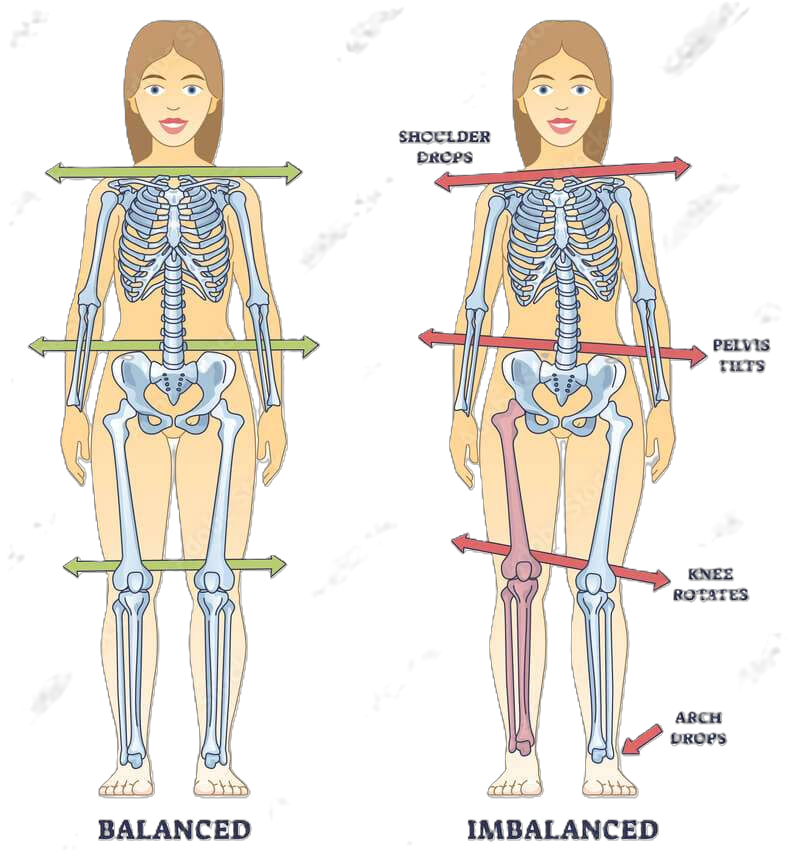 SHOULDER
DROPS
PELVIS
TILTS
KNEE
ROTATES
ARCH
DROPS
BALANCED
IMBALANCED